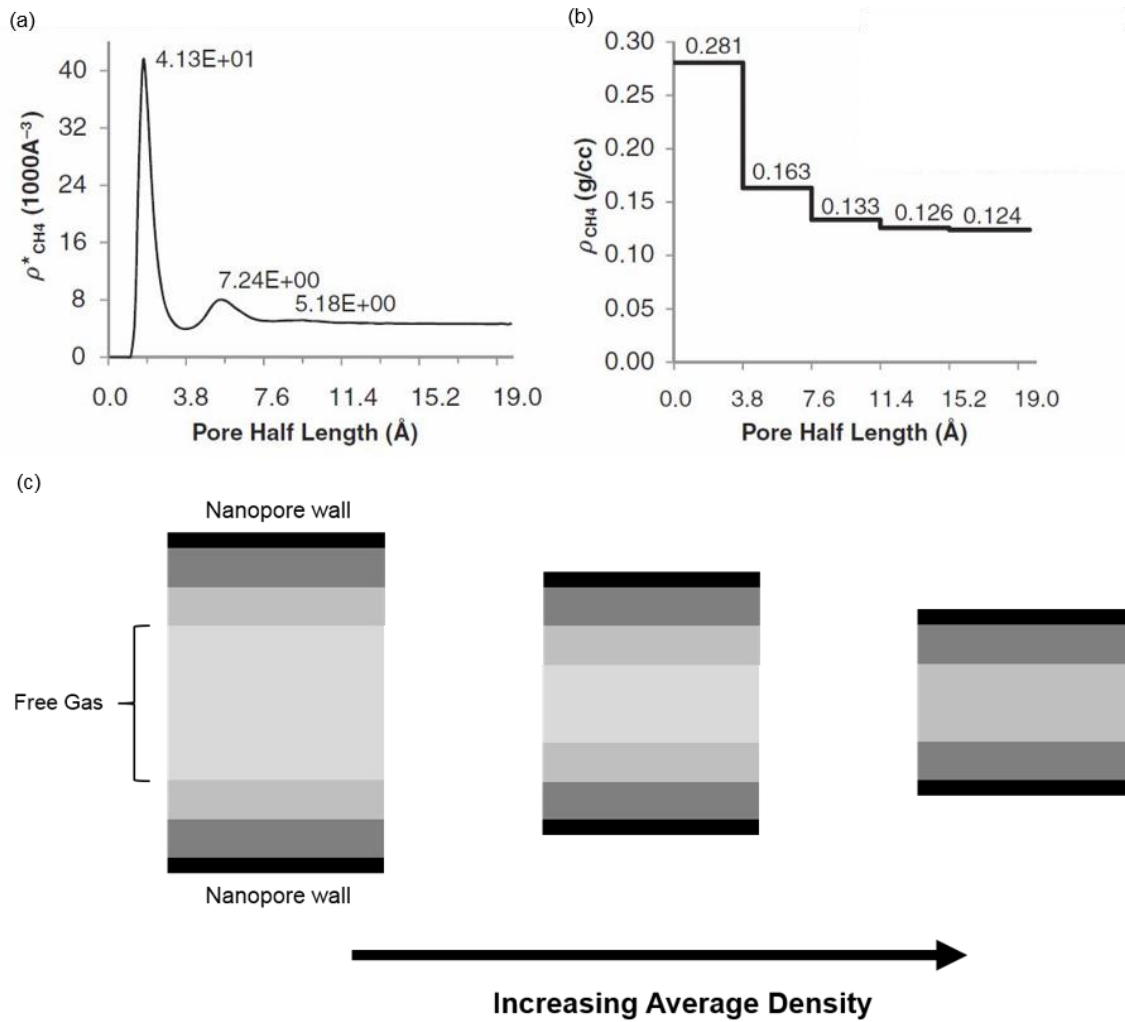 (a)
ρ*CH4 (1000A⁻³)
40
32
24
16
8
0
4.13E+01
7.24E+00
5.18E+00
0.0 3.8 7.6 11.4 15.2 19.0
Pore Half Length (Å)
(b)
ρCH4 (g/cc)
0.30
0.25
0.20
0.15
0.10
0.05
0.00
0.281
0.163
0.133
0.126
0.124
0.0 3.8 7.6 11.4 15.2 19.0
Pore Half Length (Å)
(c)
Nanopore wall
Free Gas
Nanopore wall
Increasing Average Density